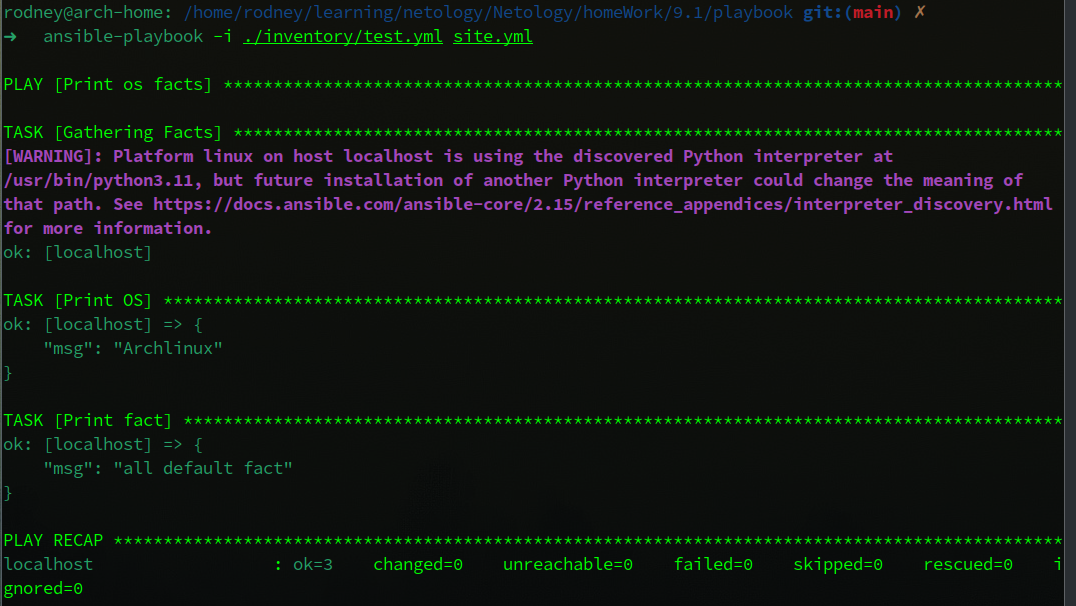 rodney@arch-home: /home/rodney/learning/netology/Netology/homeWork/9.1/playbook git:(main) ✗
➜  ansible-playbook -i ./inventory/test.yml site.yml
PLAY [Print os facts] ************************************************************************************
TASK [Gathering Facts] ***********************************************************************************
[WARNING]: Platform linux on host localhost is using the discovered Python interpreter at
/usr/bin/python3.11, but future installation of another Python interpreter could change the meaning of
that path. See https://docs.ansible.com/ansible-core/2.15/reference_appendices/interpreter_discovery.html
for more information.
ok: [localhost]
TASK [Print OS] ******************************************************************************************
ok: [localhost] => {
    "msg": "Archlinux"
}
TASK [Print fact] ****************************************************************************************
ok: [localhost] => {
    "msg": "all default fact"
}
PLAY RECAP ***********************************************************************************************
localhost                  : ok=3    changed=0    unreachable=0    failed=0    skipped=0    rescued=0    i
gnored=0